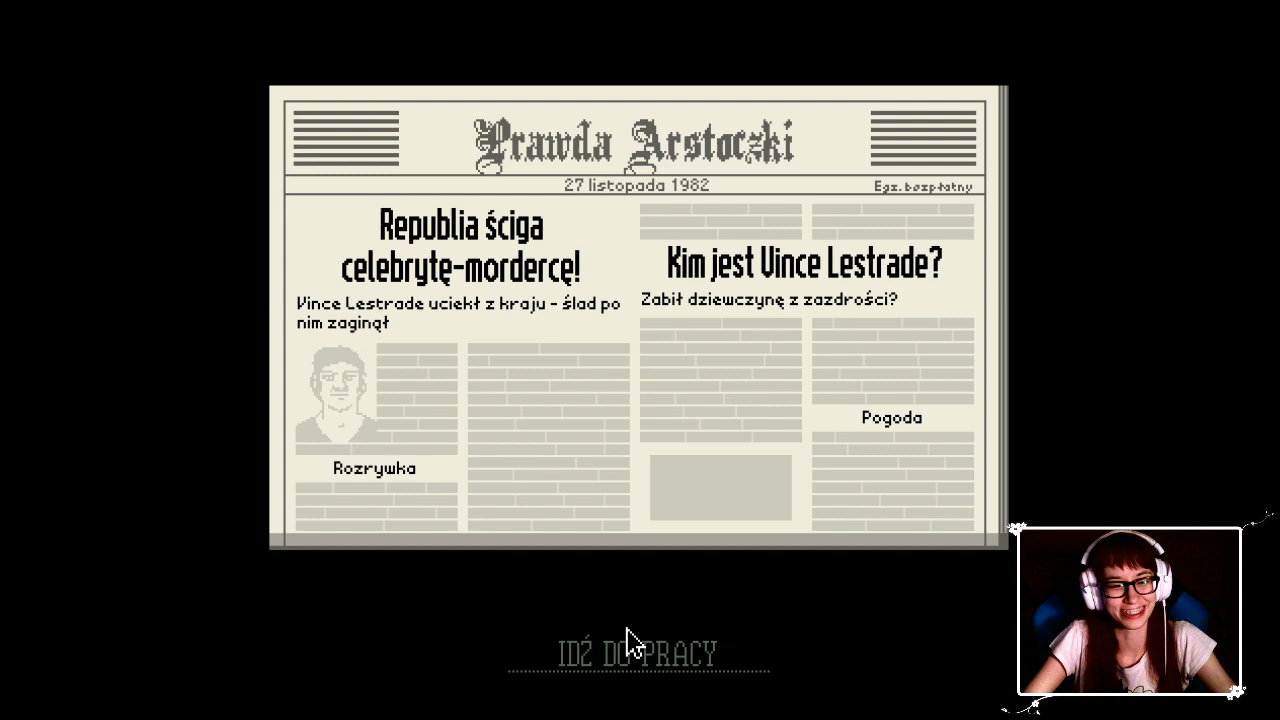 Prawda Arstoczki
27 listopada 1982
Egz. bezpłatny
Republia ściga
celebrytę-mordercę!
Vince Lestrade uciekł z kraju - ślad po
nim zaginął
Rozrywka
Kim jest Vince Lestrade?
Zabił dziewczynę z zazdrości?
Pogoda
IDŹ DO PRACY